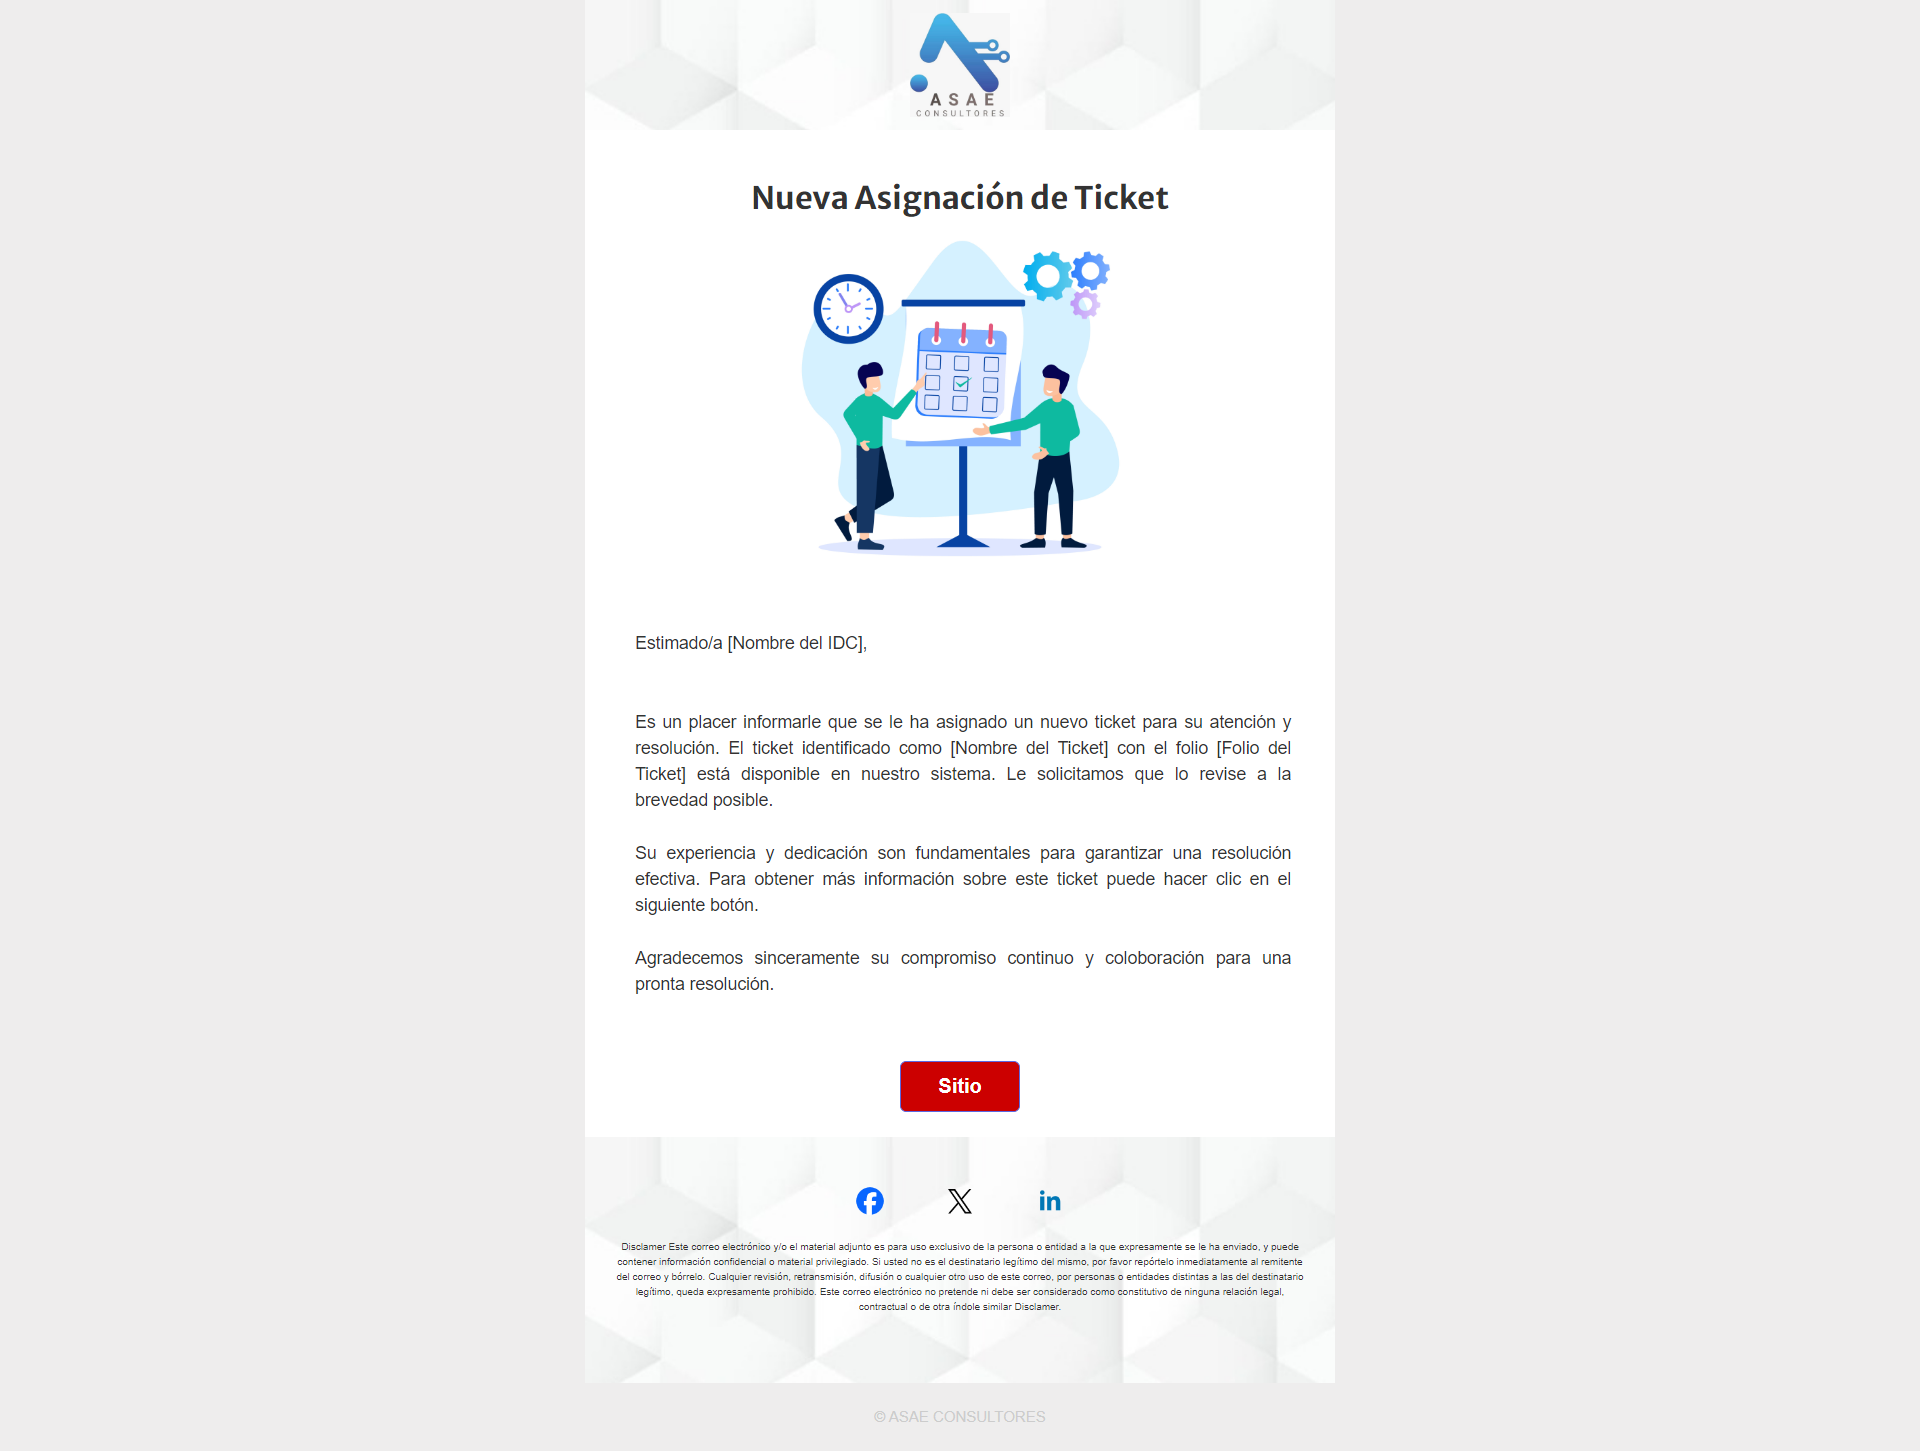 ASAE
CONSULTORES
Nueva Asignación de Ticket
Estimado/a [Nombre del IDC],
Es un placer informarle que se le ha asignado un nuevo ticket para su atención y
resolución. El ticket identificado como [Nombre del Ticket] con el folio [Folio del
Ticket] está disponible en nuestro sistema. Le solicitamos que lo revise a la
brevedad posible.
Su experiencia y dedicación son fundamentales para garantizar una resolución
efectiva. Para obtener más información sobre este ticket puede hacer clic en el
siguiente botón.
Agradecemos sinceramente su compromiso continuo y coloboración para una
pronta resolución.
Sitio
Disclamer Este correo electrónico y/o el material adjunto es para uso exclusivo de la persona o entidad a la que expresamente se le ha enviado, y puede
contener información confidencial o material privilegiado. Si usted no es el destinatario legítimo del mismo, por favor repórtelo inmediatamente al remitente
del correo y bórrelo. Cualquier revisión, retransmisión, difusión o cualquier otro uso de este correo, por personas o entidades distintas a las del destinatario
legítimo, queda expresamente prohibido. Este correo electrónico no pretende ni debe ser considerado como constitutivo de ninguna relación legal,
contractual o de otra índole similar Disclamer.
© ASAE CONSULTORES